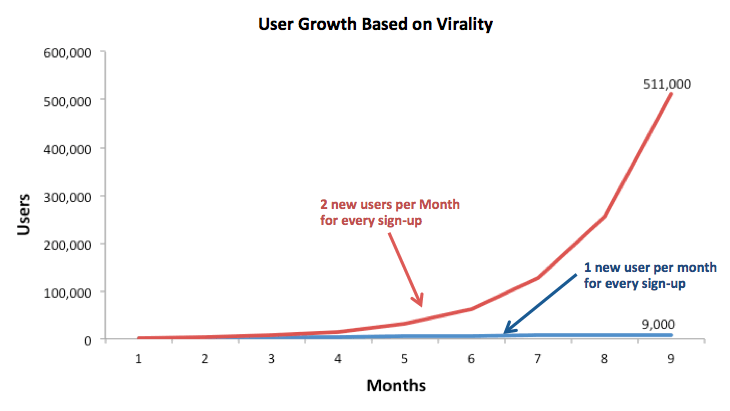 User Growth Based on Virality
600,000
500,000
400,000
300,000
200,000
100,000
0
Users
511,000
2 new users per Month
for every sign-up
1 new user per month
for every sign-up
9,000
1 2 3 4 5 6 7 8 9
Months